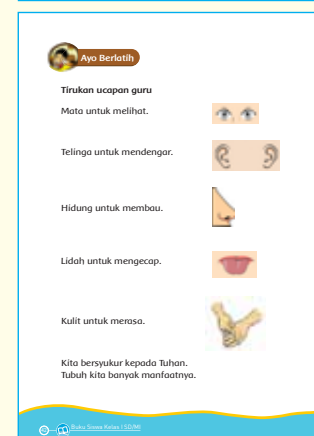 Ayo Berlatih
Tirukan ucapan guru
Mata untuk melihat.
Telinga untuk mendengar.
Hidung untuk membau.
Lidah untuk mengecap.
Kulit untuk merasa.
Kita bersyukur kepada Tuhan.
Tubuh kita banyak manfaatnya.
Buku Siswa Kelas I SD/MI